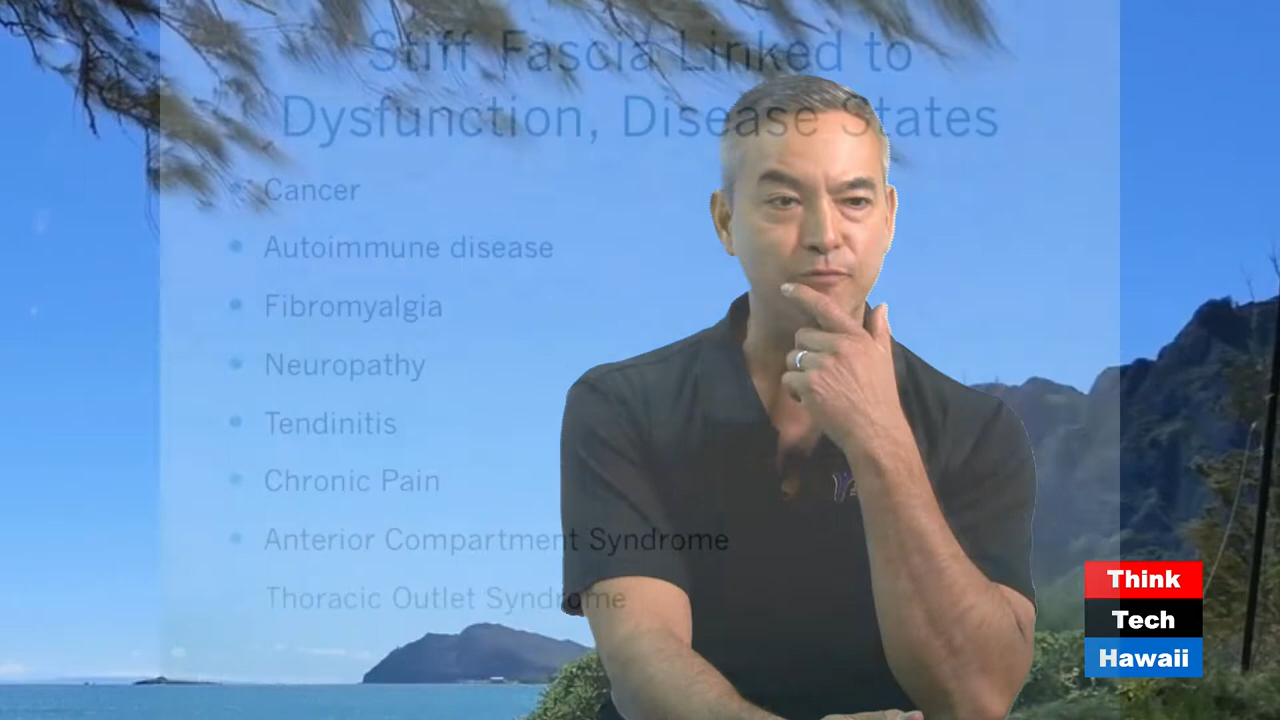 Stiff Fascia Linked to
Dysfunction, Disease States
• Cancer
• Autoimmune disease
• Fibromyalgia
• Neuropathy
• Tendinitis
• Chronic Pain
• Anterior Compartment Syndrome
Thoracic Outlet Syndrome
Think
Tech
Hawaii